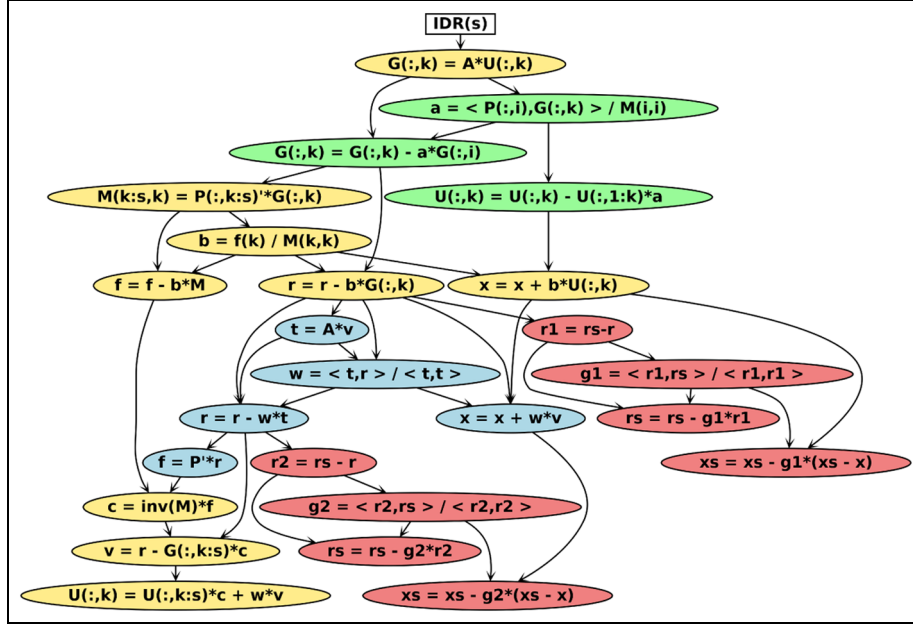 IDR(s)
G(:,k) = A*U(:,k)
a = < P(:,i),G(:,k) > / M(i,i)
G(:,k) = G(:,k) - a*G(:,i)
M(k:s,k) = P(:,k:s)'*G(:,k)
U(:,k) = U(:,k) - U(:,1:k)*a
b = f(k) / M(k,k)
f = f - b*M
r = r - b*G(:,k)
x = x + b*U(:,k)
t = A*v
r1 = rs-r
w = < t,r > / < t,t >
g1 = < r1,rs > / < r1,r1 >
r = r - w*t
x = x + w*v
rs = rs - g1*r1
f = P'*r
r2 = rs - r
xs = xs - g1*(xs - x)
c = inv(M)*f
g2 = < r2,rs > / < r2,r2 >
v = r - G(:,k:s)*c
rs = rs - g2*r2
U(:,k) = U(:,k:s)*c + w*v
xs = xs - g2*(xs - x)